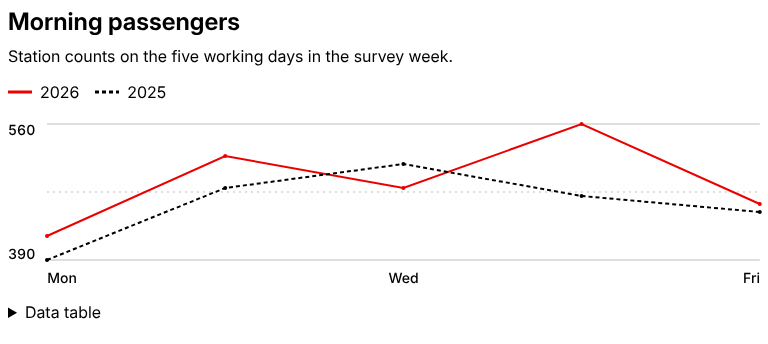 Morning passengers
Station counts on the five working days in the survey week.
2026 2025
560
390
Mon Wed Fri
Data table